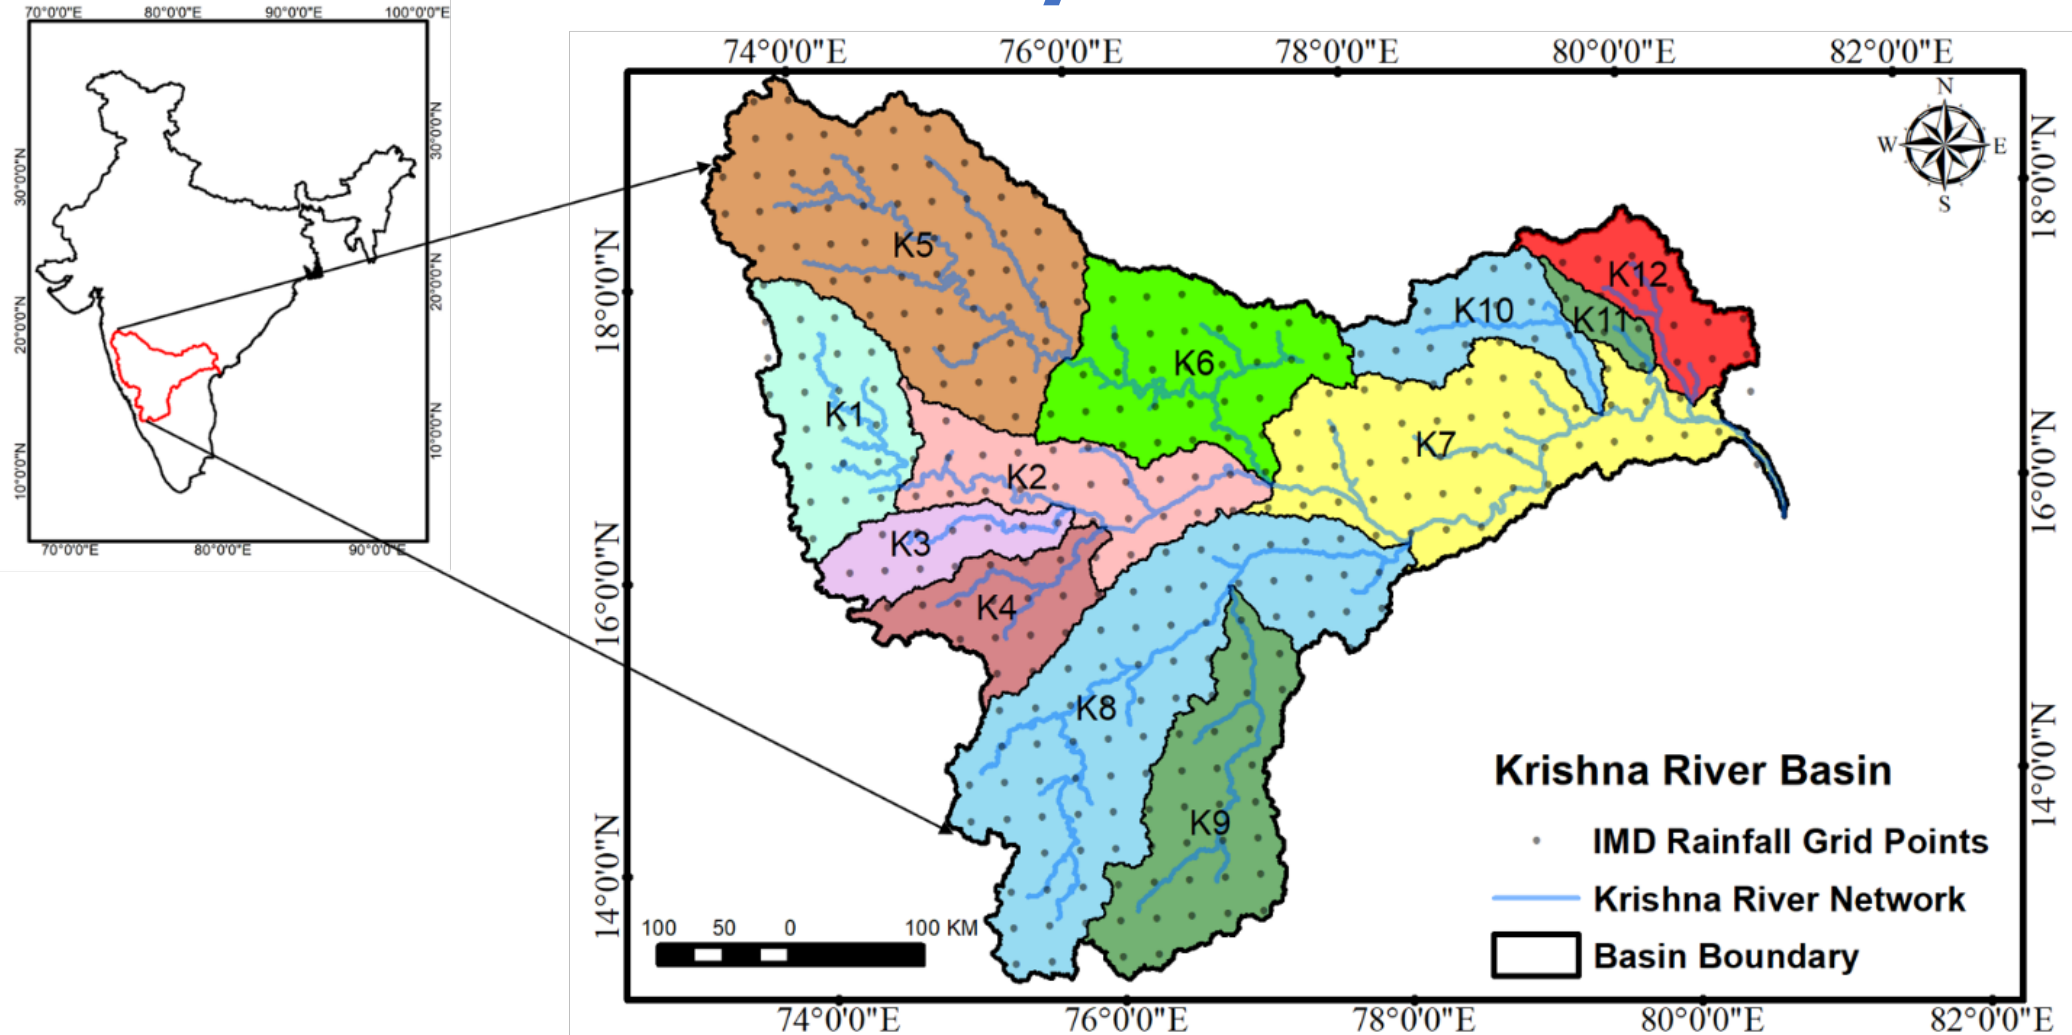 70°0'0"E 80°0'0"E 90°0'0"E 100°0'0"E
30°0'0"N
20°0'0"N
10°0'0"N
30°0'0"N
20°0'0"N
10°0'0"N
70°0'0"E 80°0'0"E 90°0'0"E
74°0'0"E 76°0'0"E 78°0'0"E 80°0'0"E 82°0'0"E
18°0'0"N
16°0'0"N
14°0'0"N
18°0'0"N
16°0'0"N
14°0'0"N
N
W E
S
K5
K12
K10
K11
K6
K1
K7
K2
K3
K4
K8
K9
Krishna River Basin
IMD Rainfall Grid Points
Krishna River Network
Basin Boundary
100 50 0 100 KM
74°0'0"E 76°0'0"E 78°0'0"E 80°0'0"E 82°0'0"E